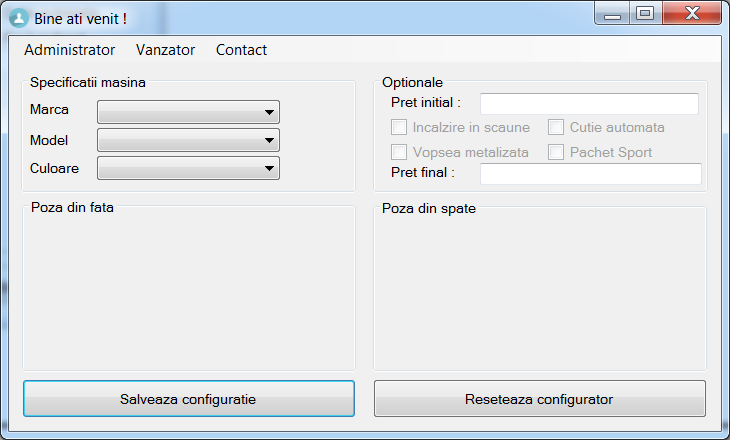 Bine ati venit !
Administrator Vanzator Contact
Specificatii masina
Marca
Model
Culoare
Optionale
Pret initial :
Incalzire in scaune Cutie automata
Vopsea metalizata Pachet Sport
Pret final :
Poza din fata
Poza din spate
Salveaza configuratie
Reseteaza configurator